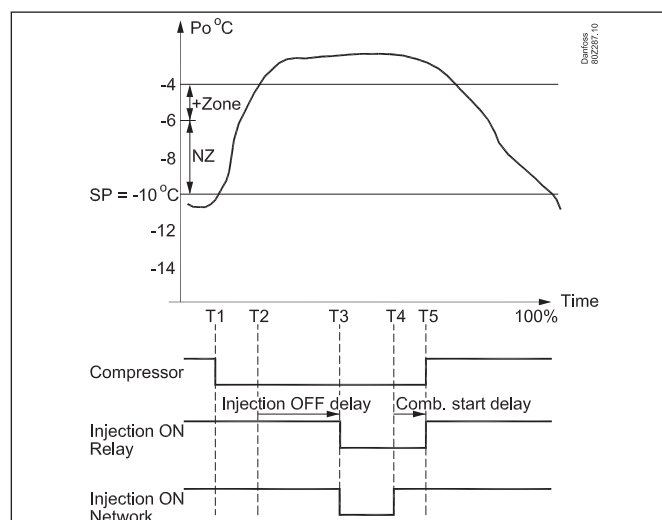 Po °C
Danfoss
80Z287.10
-4
+Zone
-6
NZ
-8
SP = -10 °C
-12
-14
Time
T1 T2 T3 T4 T5 100%
Compressor
Injection OFF delay
Comb. start delay
Injection ON
Relay
Injection ON
Network